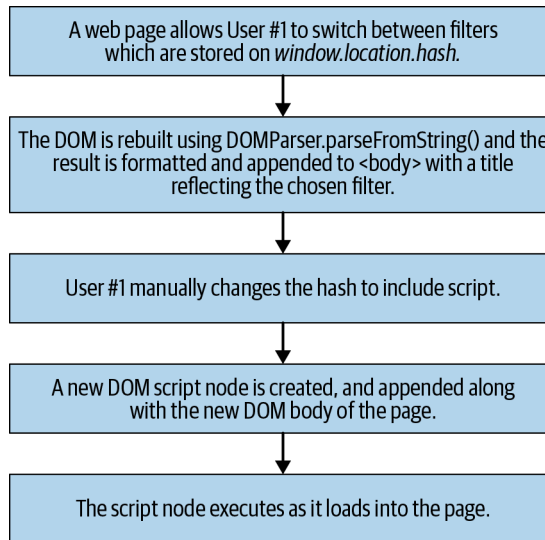 A web page allows User #1 to switch between filters
which are stored on window.location.hash.
The DOM is rebuilt using DOMParser.parseFromString() and the
result is formatted and appended to <body> with a title
reflecting the chosen filter.
User #1 manually changes the hash to include script.
A new DOM script node is created, and appended along
with the new DOM body of the page.
The script node executes as it loads into the page.